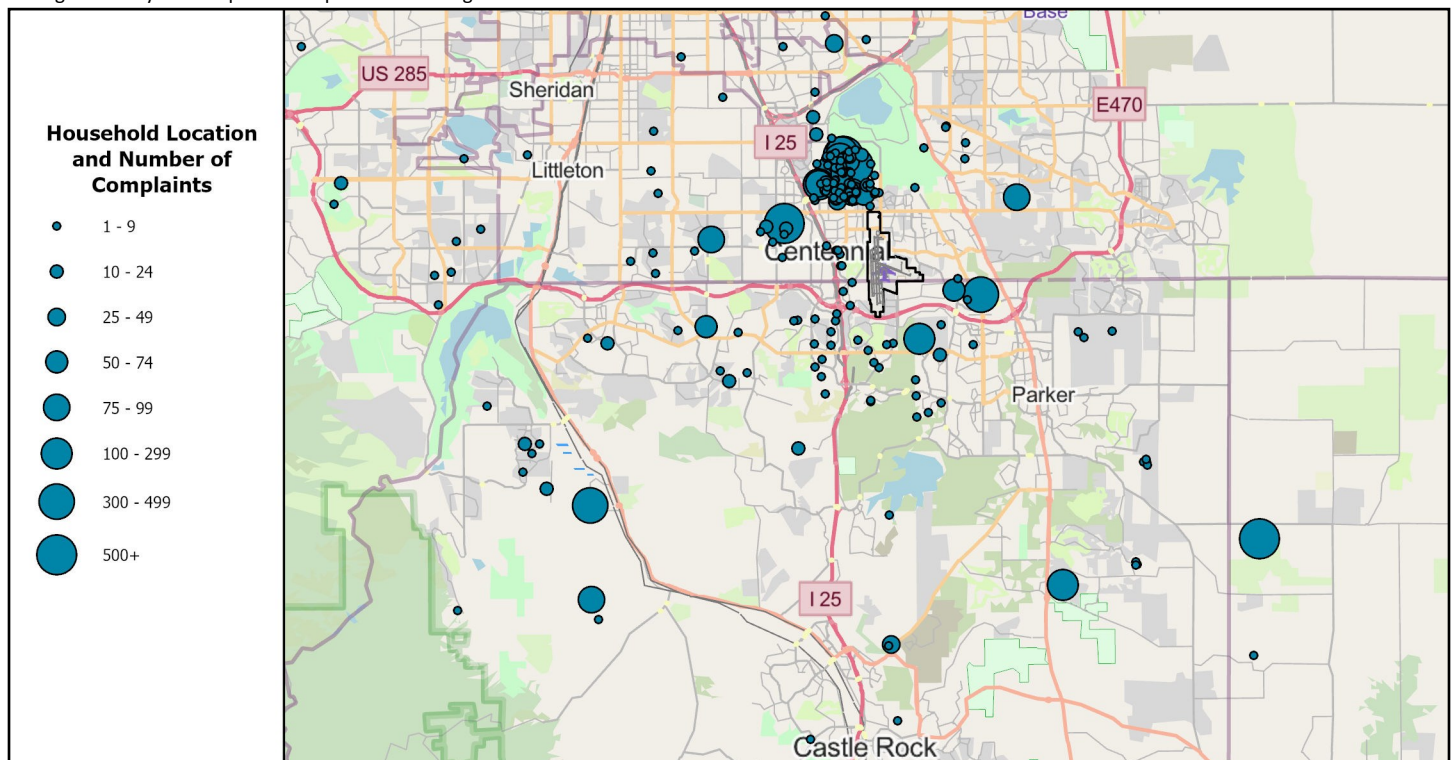 Base
US 285
Sheridan
E470
Household Location
and Number of
Complaints
I 25
Littleton
1 - 9
10 - 24
Centennial
25 - 49
50 - 74
75 - 99
Parker
100 - 299
300 - 499
500+
I 25
Castle Rock